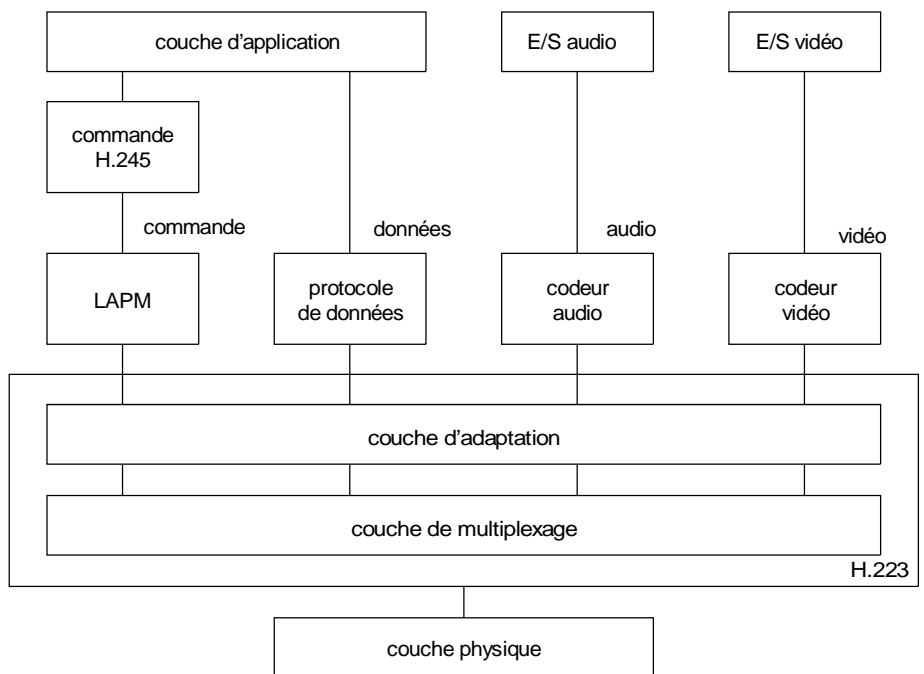 couche d'application
E/S audio
E/S vidéo
commande
H.245
commande
données
audio
vidéo
LAPM
protocole
de données
codeur
audio
codeur
vidéo
couche d'adaptation
couche de multiplexage
H.223
couche physique